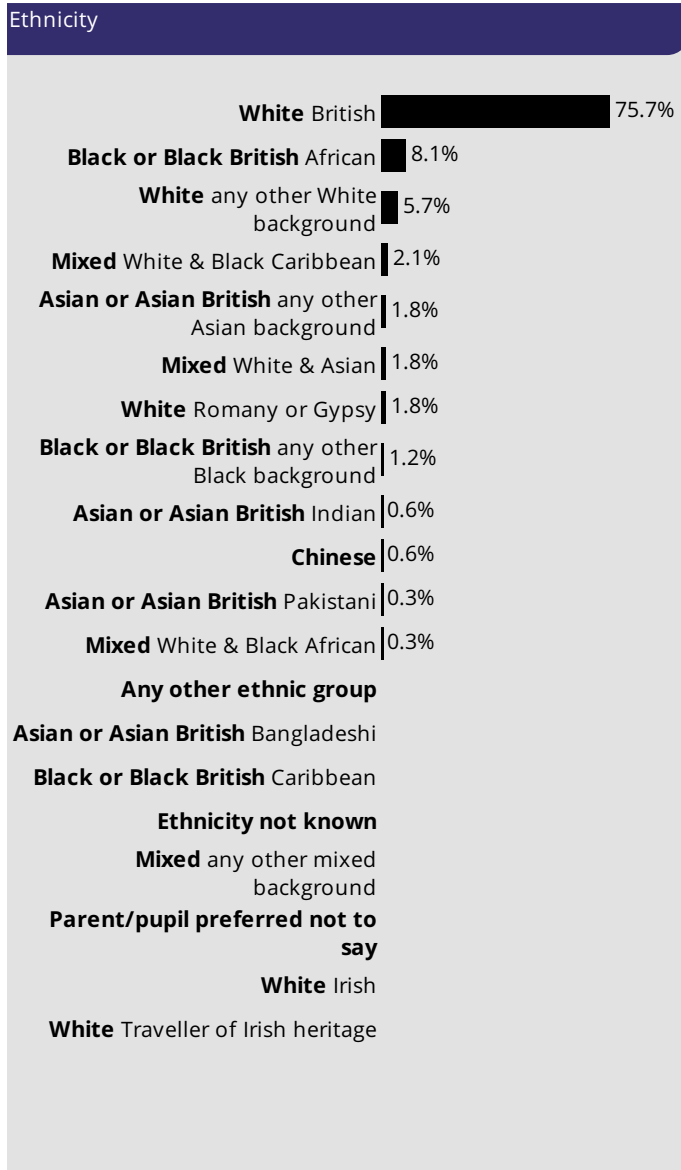 Ethnicity
White British 75.7%
Black or Black British African 8.1%
White any other White
background 5.7%
Mixed White & Black Caribbean 2.1%
Asian or Asian British any other
Asian background 1.8%
Mixed White & Asian 1.8%
White Romany or Gypsy 1.8%
Black or Black British any other
Black background 1.2%
Asian or Asian British Indian 0.6%
Chinese 0.6%
Asian or Asian British Pakistani 0.3%
Mixed White & Black African 0.3%
Any other ethnic group
Asian or Asian British Bangladeshi
Black or Black British Caribbean
Ethnicity not known
Mixed any other mixed
background
Parent/pupil preferred not to
say
White Irish
White Traveller of Irish heritage